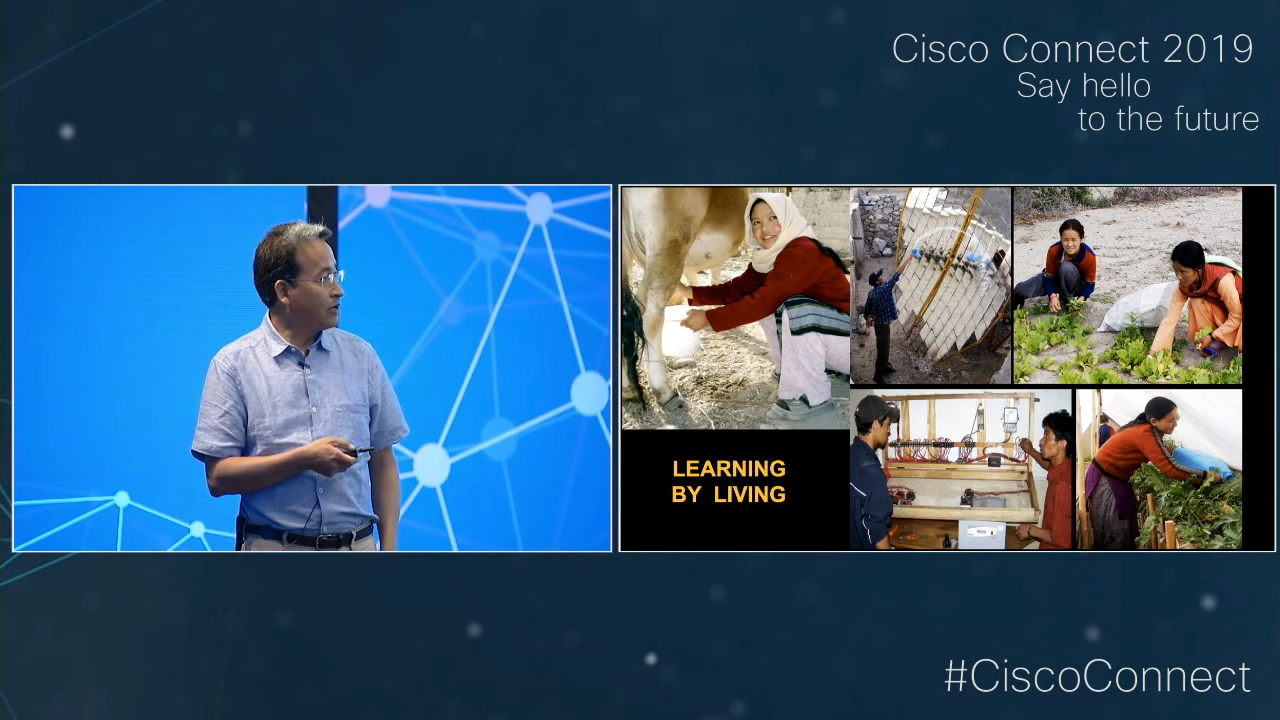 Cisco Connect 2019
Say hello
to the future
LEARNING
BY LIVING
#CiscoConnect